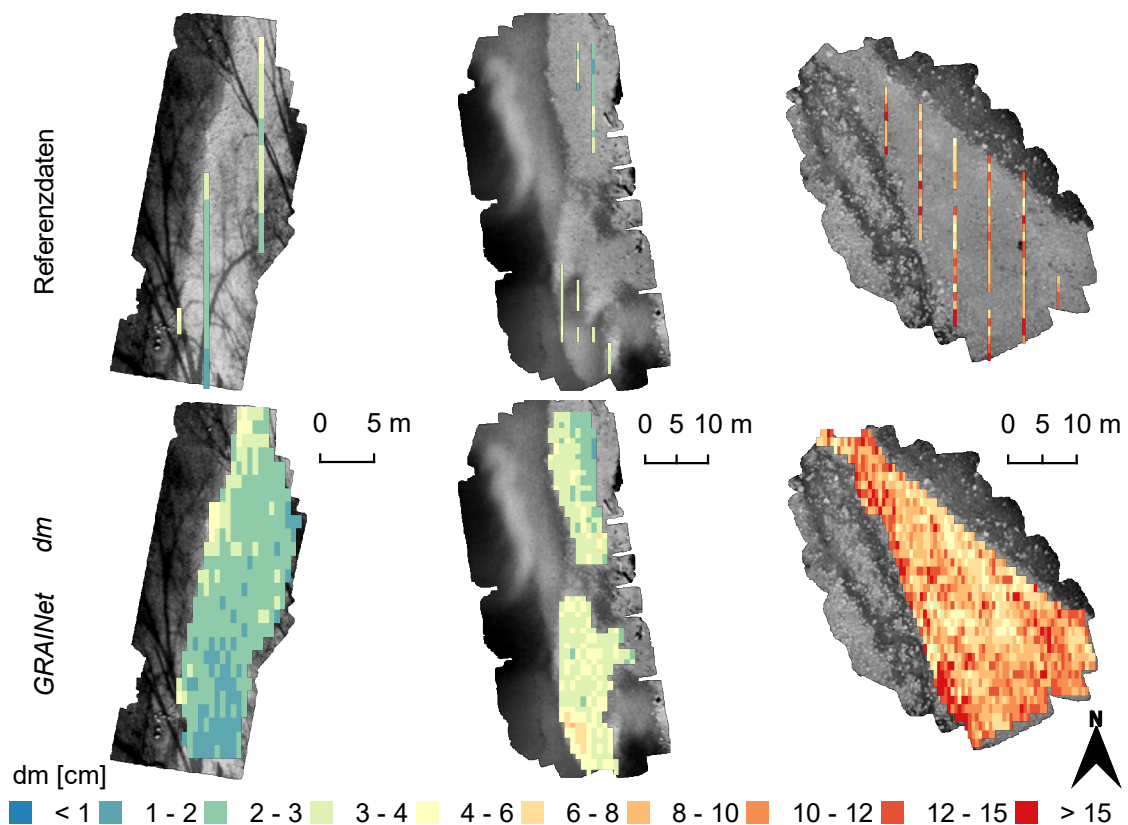 Referenzdaten
0 5 m
0 5 10 m
0 5 10 m
GRAINet dm
N
dm [cm]
< 1 1 - 2 2 - 3 3 - 4 4 - 6 6 - 8 8 - 10 10 - 12 12 - 15 > 15